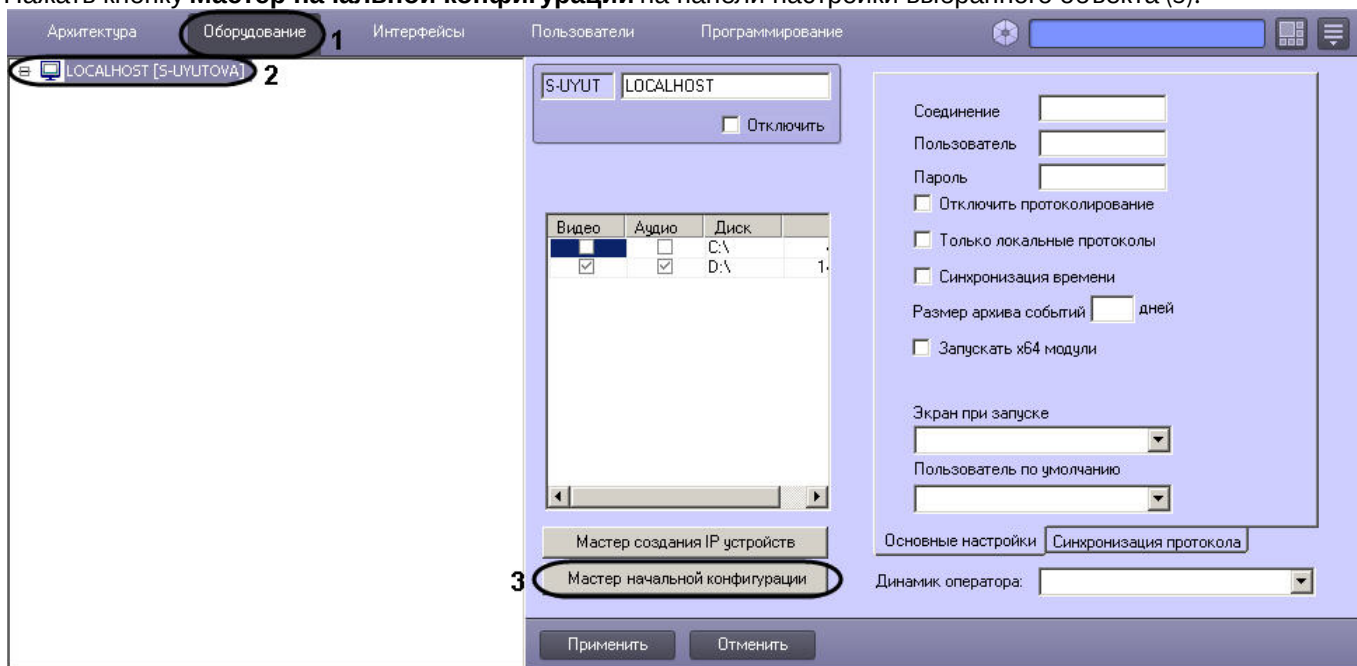 Нажать кнопку Мастер начальной конфигурации на панели настройки выбранного объекта (3).
Архитектура Оборудование 1 Интерфейсы Пользователи Программирование
LOCALHOST [S-UYUTOVA] 2
S-UYUT LOCALHOST
Отключить
Видео Аудио Диск
C:\
D:\ 1
Мастер создания IP устройств
3 Мастер начальной конфигурации
Соединение
Пользователь
Пароль
Отключить протоколирование
Только локальные протоколы
Синхронизация времени
Размер архива событий дней
Запускать x64 модули
Экран при запуске
Пользователь по умолчанию
Основные настройки Синхронизация протокола
Динамик оператора:
Применить Отменить